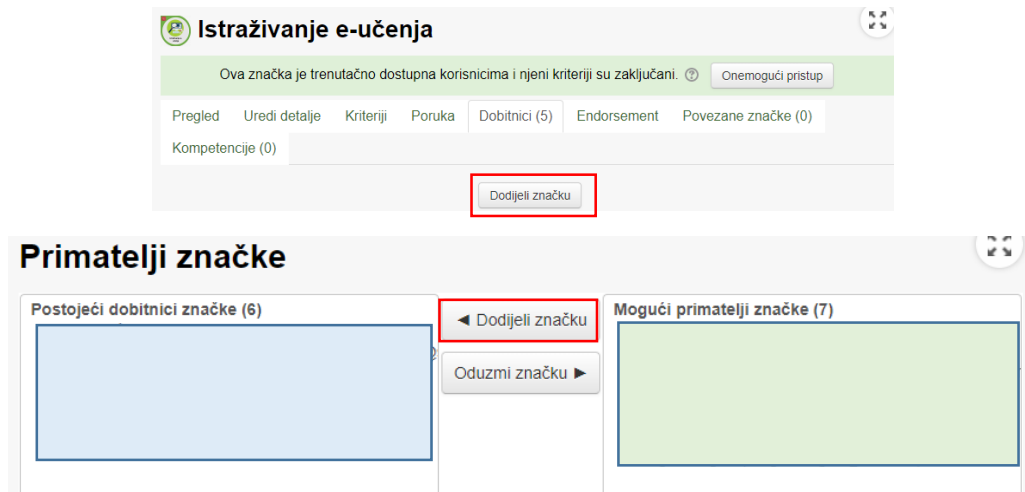 Istraživanje e-učenja
Ova značka je trenutačno dostupna korisnicima i njeni kriteriji su zaključani. Onemogući pristup
Pregled Uredi detalje Kriteriji Poruka Dobitnici (5) Endorsement Povezane značke (0)
Kompetencije (0)
Dodijeli značku
Primatelji značke
Postojeći dobitnici značke (6)
◄ Dodijeli značku
Oduzmi značku ►
Mogući primatelji značke (7)